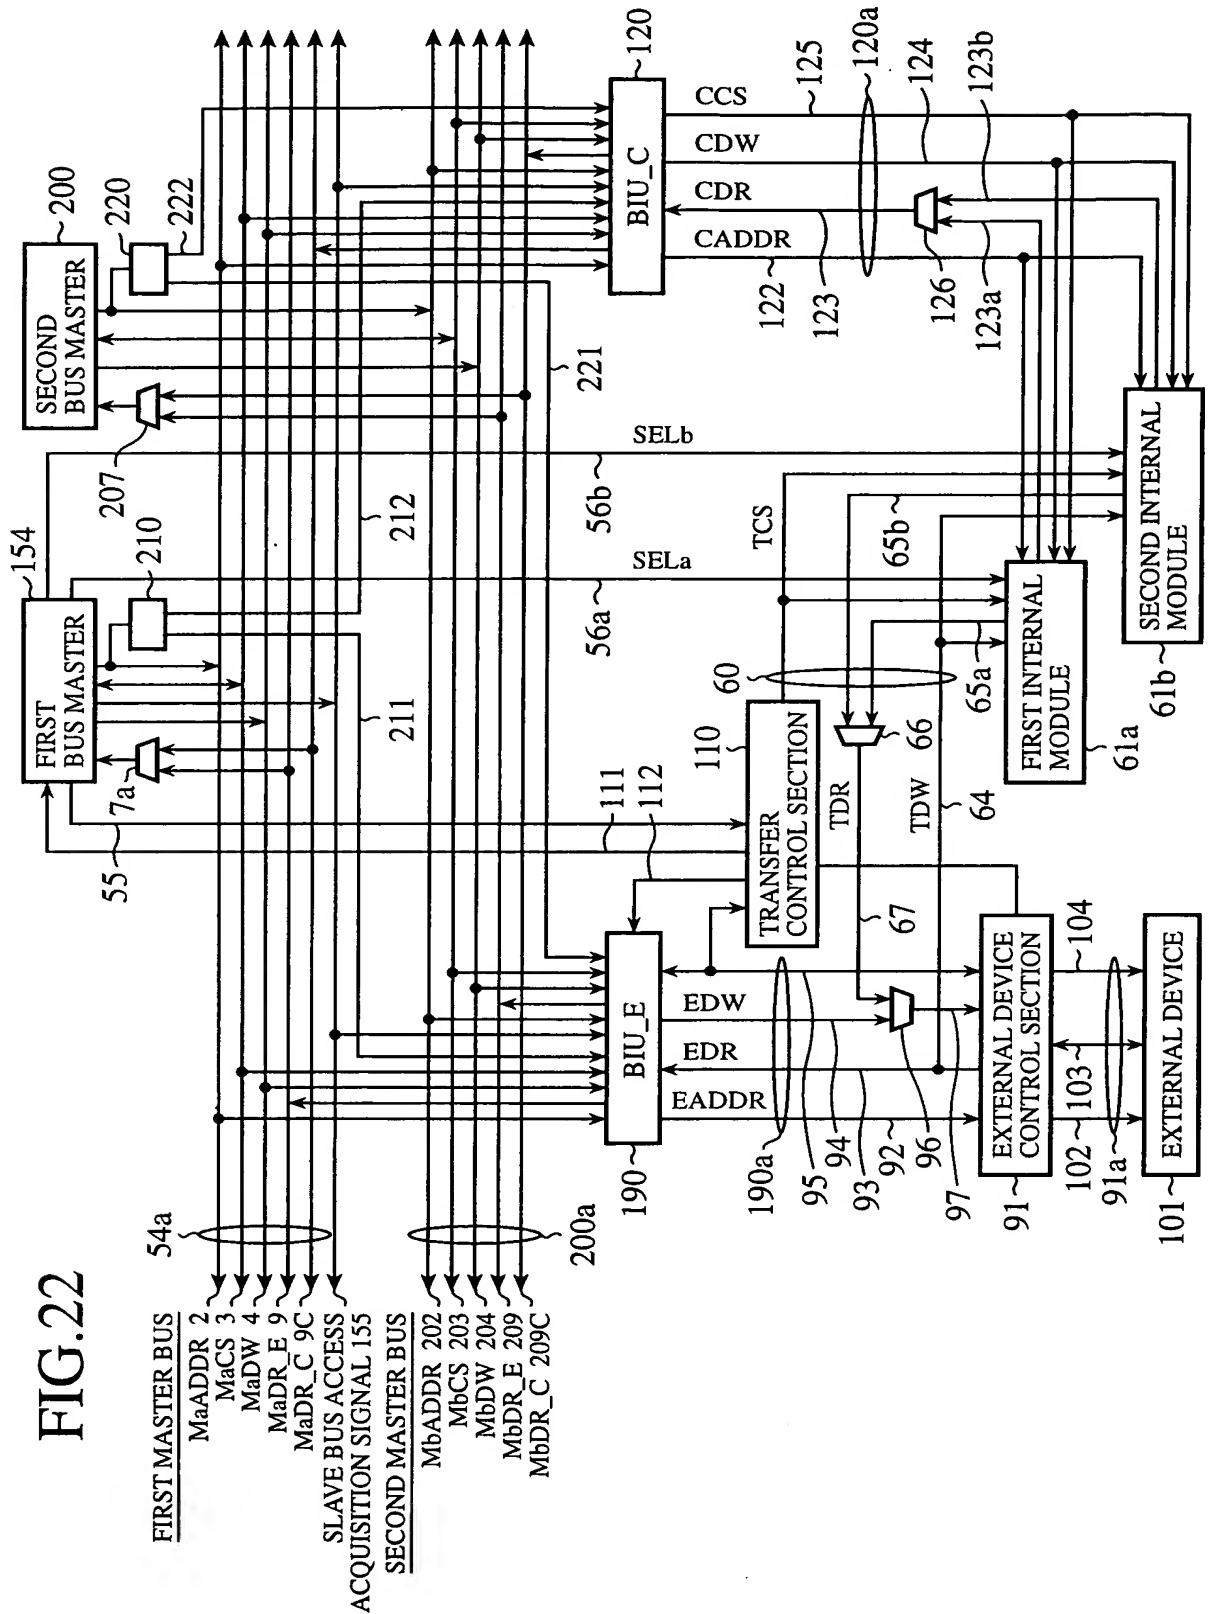 FIG.22
FIRST MASTER BUS
MaADDR 2
MaCS 3
MaDW 4
MaDR_E 9
MaDR_C 9C
SLAVE BUS ACCESS
ACQUISITION SIGNAL 155
SECOND MASTER BUS
MbADDR 202
MbCS 203
MbDW 204
MbDR_E 209
MbDR_C 209C
54a
200a
55
7a
FIRST
BUS MASTER
154
210
207
SECOND
BUS MASTER
200
220
222
211
212
221
111
112
56a
SELa
56b
SELb
190
BIU_E
BIU_C
120
190a
EADDR
EDR
EDW
95
94
92
93
96
97
67
110
TRANSFER
CONTROL SECTION
60
TCS
TDR
TDW
66
64
65a
65b
CADDR
CDR
CDW
CCS
122
123
125
120a
124
123b
126
123a
91
EXTERNAL DEVICE
CONTROL SECTION
102
103
104
91a
101
EXTERNAL DEVICE
FIRST INTERNAL
MODULE
61a
SECOND INTERNAL
MODULE
61b